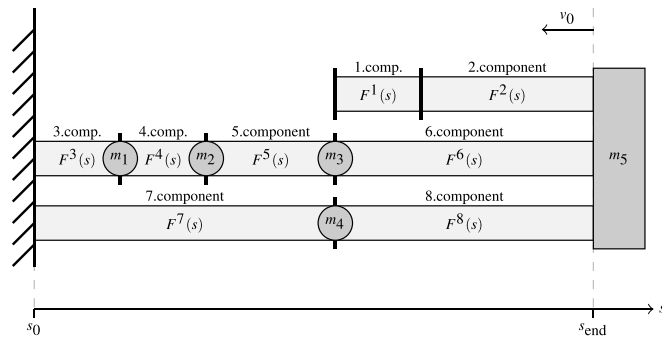 v₀
1.comp. 2.component
F¹(s) F²(s)
3.comp. 4.comp. 5.component 6.component
F³(s) m₁ F⁴(s) m₂ F⁵(s) m₃ F⁶(s) m₅
7.component 8.component
F⁷(s) m₄ F⁸(s)
s
s₀ s_end